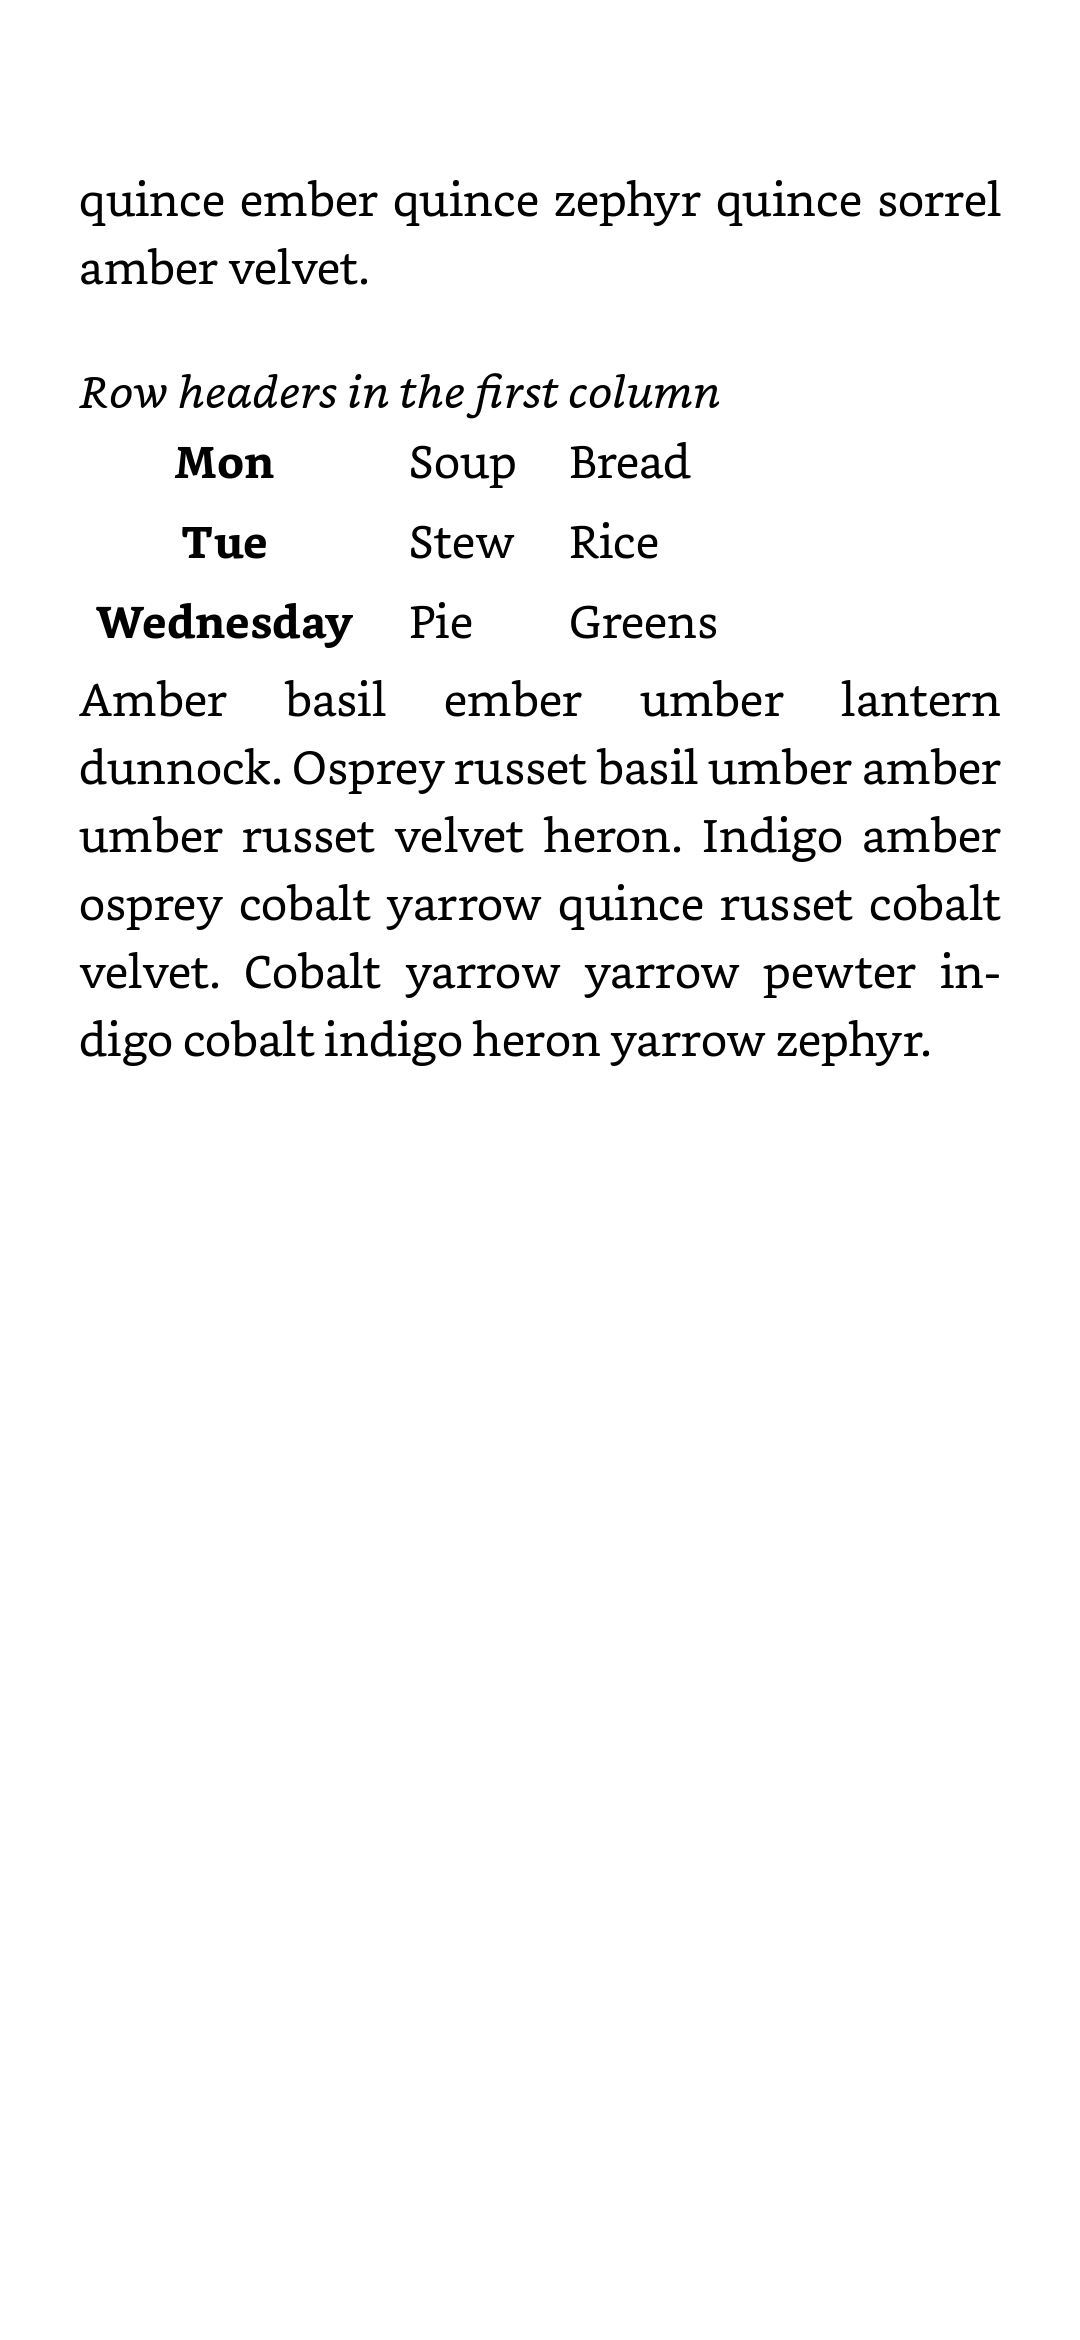 quince ember quince zephyr quince sorrel
amber velvet.
Row headers in the first column
Mon Soup Bread
Tue Stew Rice
Wednesday Pie Greens
Amber basil ember umber lantern
dunnock. Osprey russet basil umber amber
umber russet velvet heron. Indigo amber
osprey cobalt yarrow quince russet cobalt
velvet. Cobalt yarrow yarrow pewter in-
digo cobalt indigo heron yarrow zephyr.